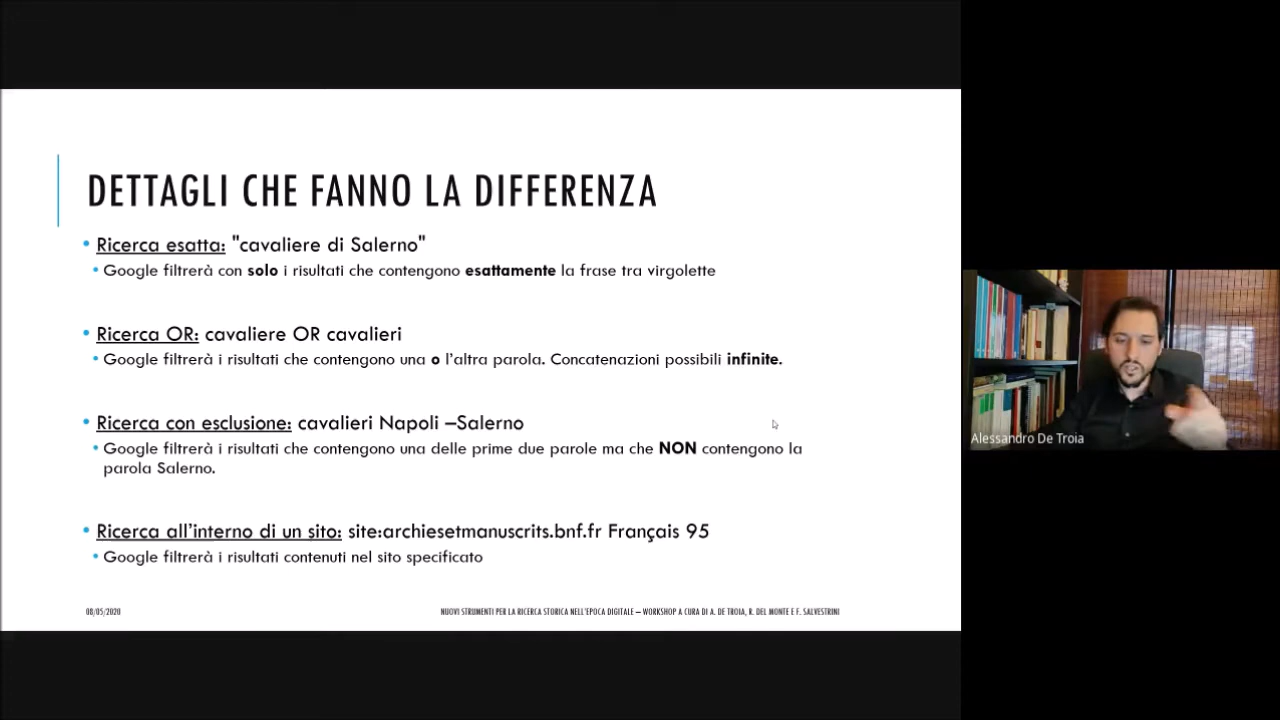 DETTAGLI CHE FANNO LA DIFFERENZA
• Ricerca esatta: "cavaliere di Salerno"
• Google filtrerà con solo i risultati che contengono esattamente la frase tra virgolette
• Ricerca OR: cavaliere OR cavalieri
• Google filtrerà i risultati che contengono una o l'altra parola. Concatenazioni possibili infinite.
• Ricerca con esclusione: cavalieri Napoli –Salerno
• Google filtrerà i risultati che contengono una delle prime due parole ma che NON contengono la
parola Salerno.
• Ricerca all'interno di un sito: site:archiesetmanuscrits.bnf.fr Français 95
• Google filtrerà i risultati contenuti nel sito specificato
08/05/2020
NUOVI STRUMENTI PER LA RICERCA STORICA NELL'EPOCA DIGITALE – WORKSHOP A CURA DI A. DE TROIA, R. DEL MONTE E F. SALVESTRINI
Alessandro De Troia